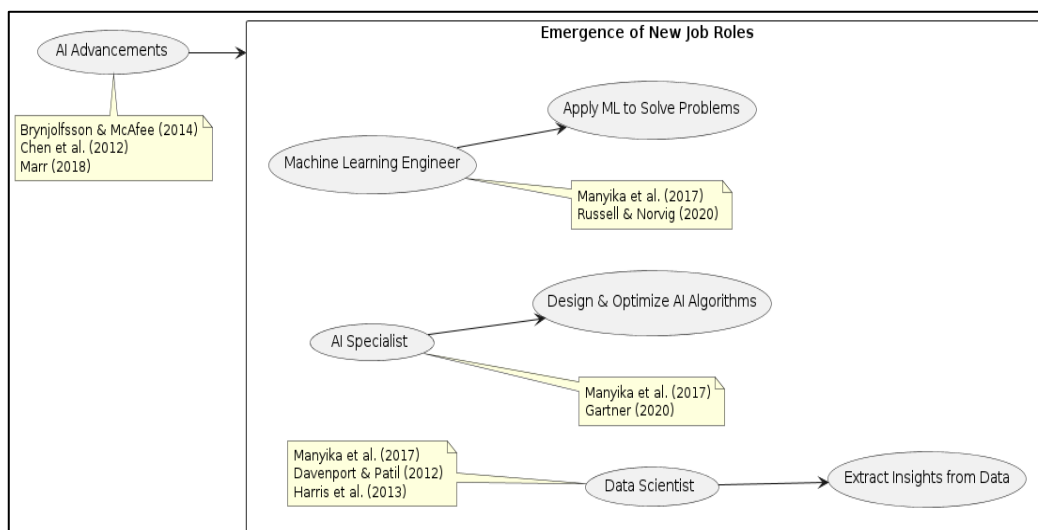 Emergence of New Job Roles
AI Advancements
Brynjolfsson & McAfee (2014)
Chen et al. (2012)
Marr (2018)
Apply ML to Solve Problems
Machine Learning Engineer
Manyika et al. (2017)
Russell & Norvig (2020)
Design & Optimize AI Algorithms
AI Specialist
Manyika et al. (2017)
Gartner (2020)
Manyika et al. (2017)
Davenport & Patil (2012)
Harris et al. (2013)
Data Scientist
Extract Insights from Data